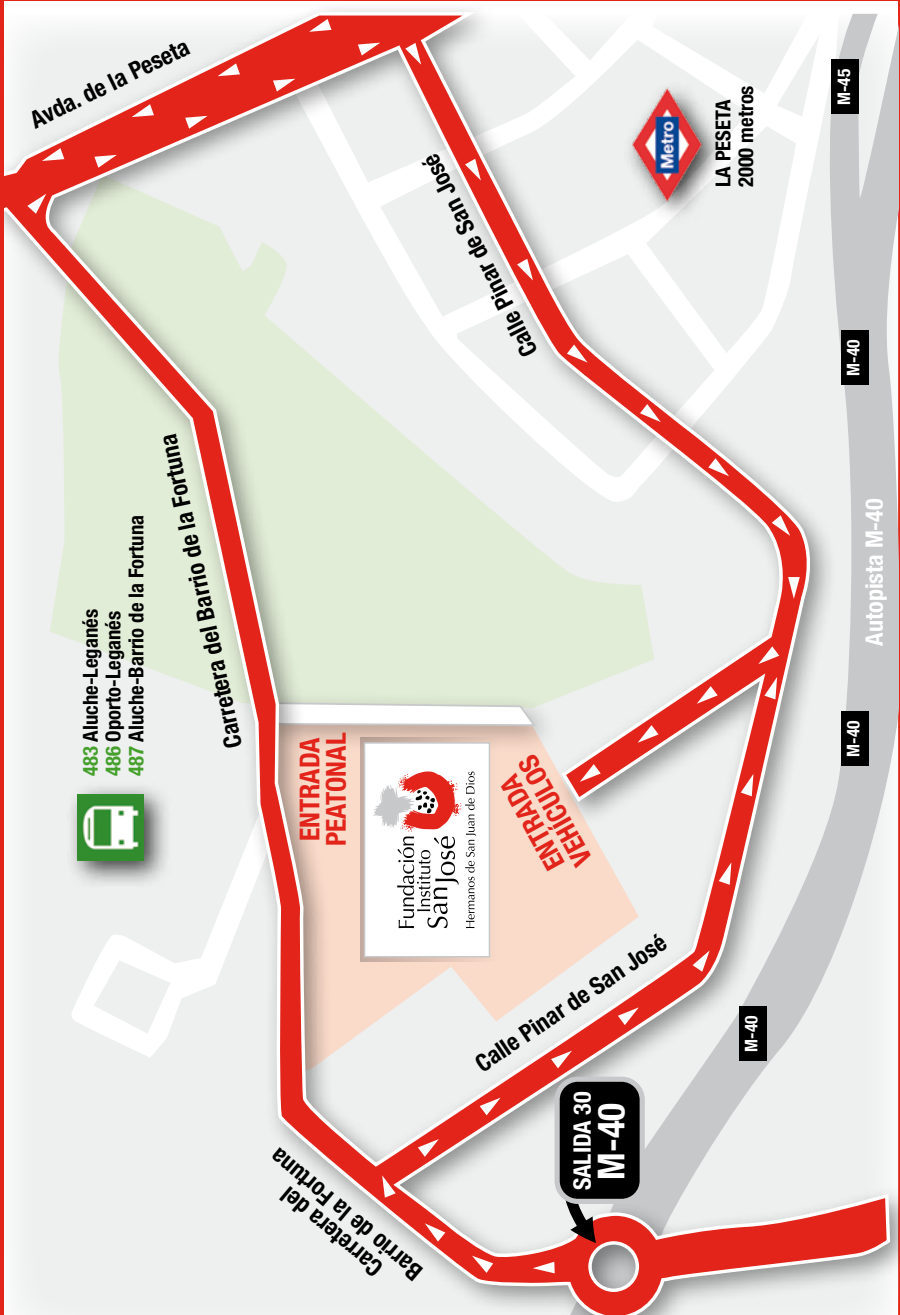 Avda. de la Peseta
Calle Pinar de San José
Metro
LA PESETA
2000 metros
M-45
M-40
Autopista M-40
M-40
M-40
Carretera del Barrio de la Fortuna
483 Aluche-Leganés
486 Oporto-Leganés
487 Aluche-Barrio de la Fortuna
ENTRADA
PEATONAL
Fundación
Instituto
San José
Hermanos de San Juan de Dios
ENTRADA
VEHÍCULOS
Calle Pinar de San José
SALIDA 30
M-40
Carretera del
Barrio de la Fortuna